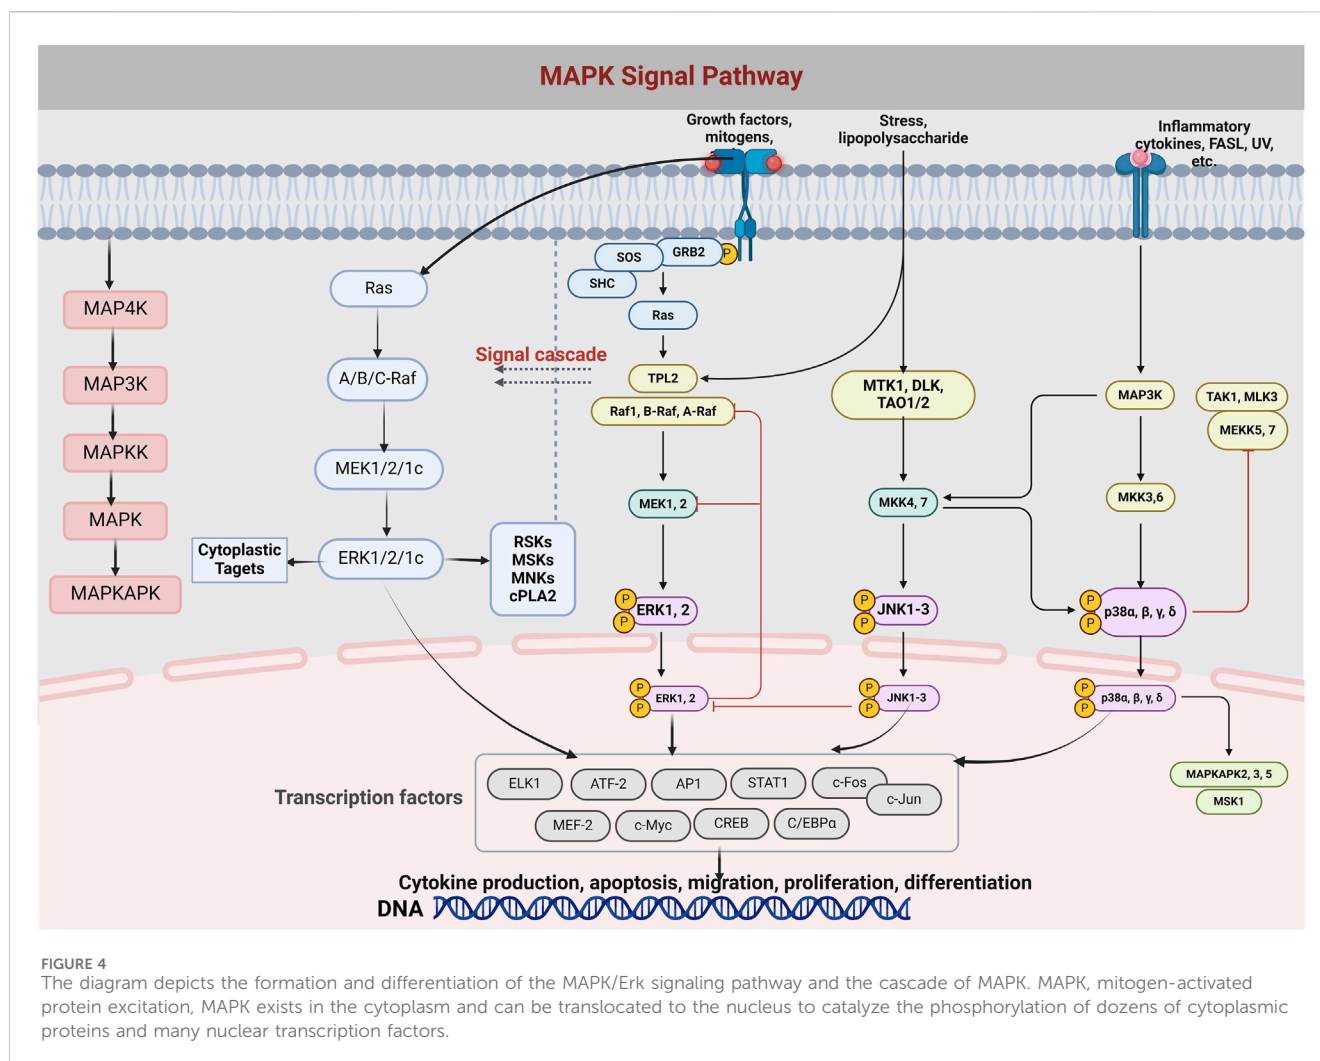 MAPK Signal Pathway
Growth factors,
mitogens,
Stress,
lipopolysaccharide
Inflammatory
cytokines, FASL, UV,
etc.
MAP4K
MAP3K
MAPKK
MAPK
MAPKAPK
Ras
A/B/C-Raf
MEK1/2/1c
ERK1/2/1c
Cytoplastic
Tagets
RSKs
MSKs
MNKs
cPLA2
Signal cascade
SOS
GRB2
P
SHC
Ras
TPL2
Raf1, B-Raf, A-Raf
MEK1, 2
P
P
ERK1, 2
P
P
ERK1, 2
MTK1, DLK,
TAO1/2
MKK4, 7
P
P
JNK1-3
P
P
JNK1-3
MAP3K
TAK1, MLK3
MEKK5, 7
MKK3,6
P
P
p38α, β, γ, δ
P
P
p38α, β, γ, δ
MAPKAPK2, 3, 5
MSK1
Transcription factors
ELK1
ATF-2
AP1
STAT1
c-Fos
c-Jun
MEF-2
c-Myc
CREB
C/EBPα
Cytokine production, apoptosis, migration, proliferation, differentiation
DNA
FIGURE 4
The diagram depicts the formation and differentiation of the MAPK/Erk signaling pathway and the cascade of MAPK. MAPK, mitogen-activated
protein excitation, MAPK exists in the cytoplasm and can be translocated to the nucleus to catalyze the phosphorylation of dozens of cytoplasmic
proteins and many nuclear transcription factors.